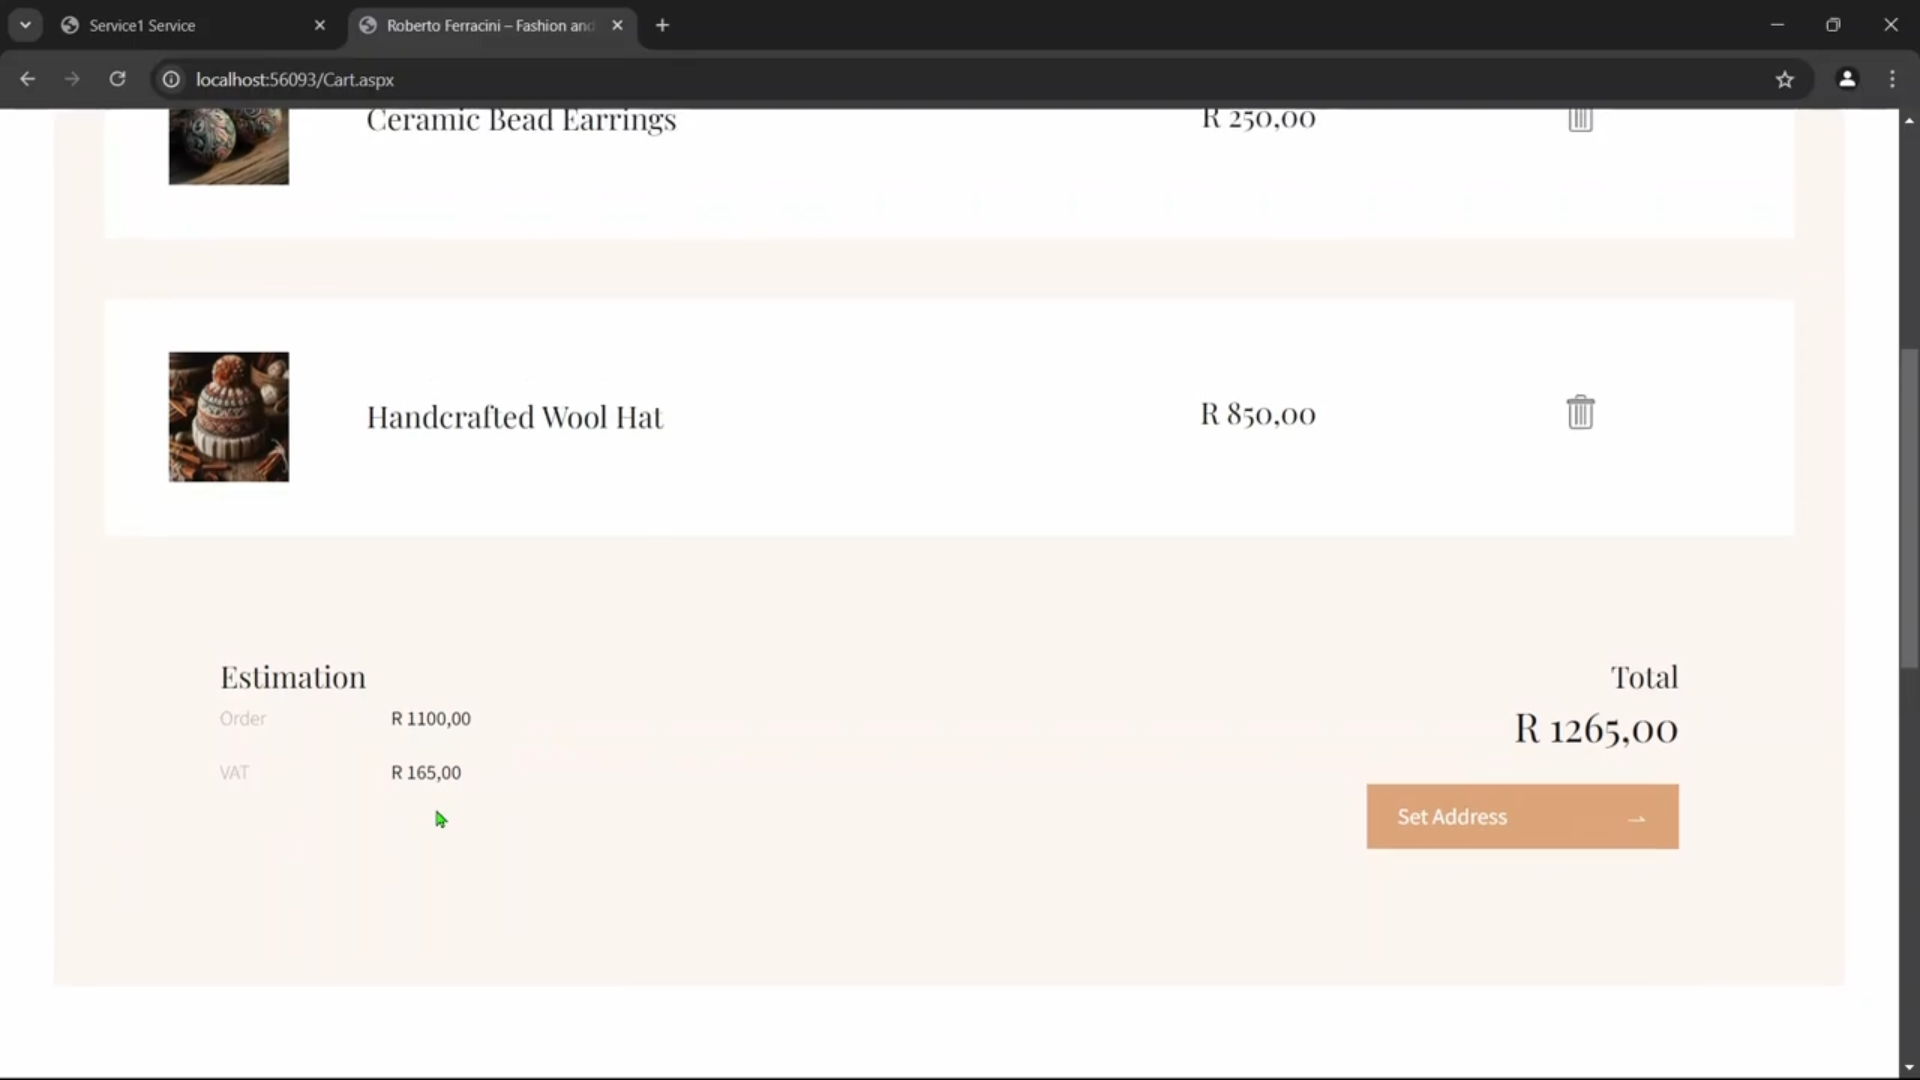 Service1 Service
Roberto Ferracini – Fashion and
localhost:56093/Cart.aspx
Ceramic Bead Earrings
R 250,00
Handcrafted Wool Hat
R 850,00
Estimation
Total
Order
R 1100,00
R 1265,00
VAT
R 165,00
Set Address